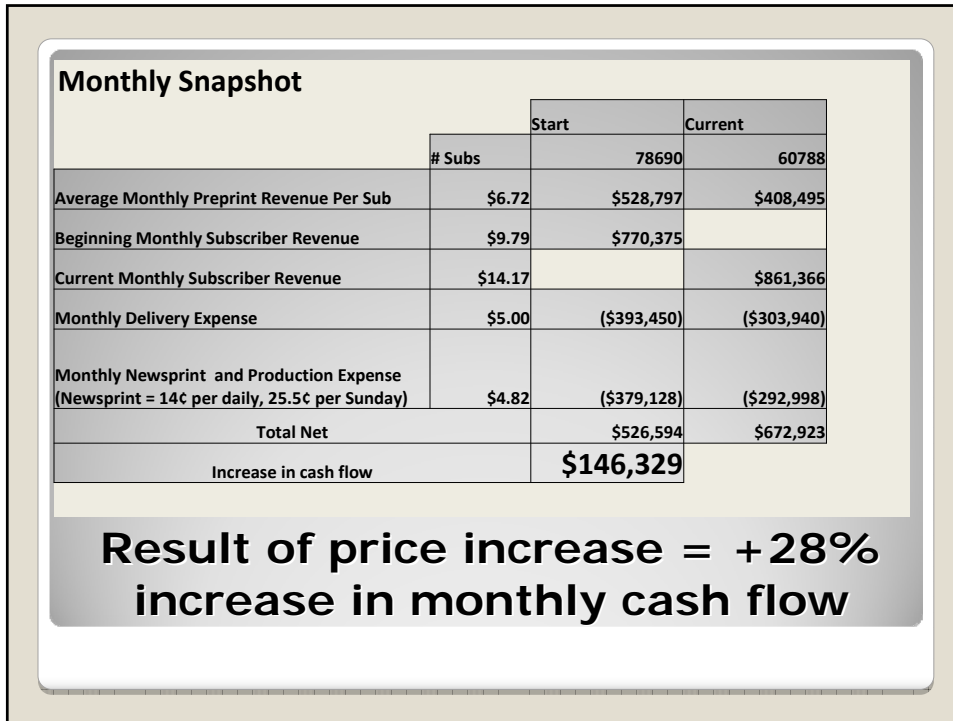 Monthly Snapshot
Start Current
# Subs 78690 60788
Average Monthly Preprint Revenue Per Sub $6.72 $528,797 $408,495
Beginning Monthly Subscriber Revenue $9.79 $770,375
Current Monthly Subscriber Revenue $14.17 $861,366
Monthly Delivery Expense $5.00 ($393,450) ($303,940)
Monthly Newsprint and Production Expense
(Newsprint = 14¢ per daily, 25.5¢ per Sunday) $4.82 ($379,128) ($292,998)
Total Net $526,594 $672,923
Increase in cash flow $146,329
Result of price increase = +28%
increase in monthly cash flow